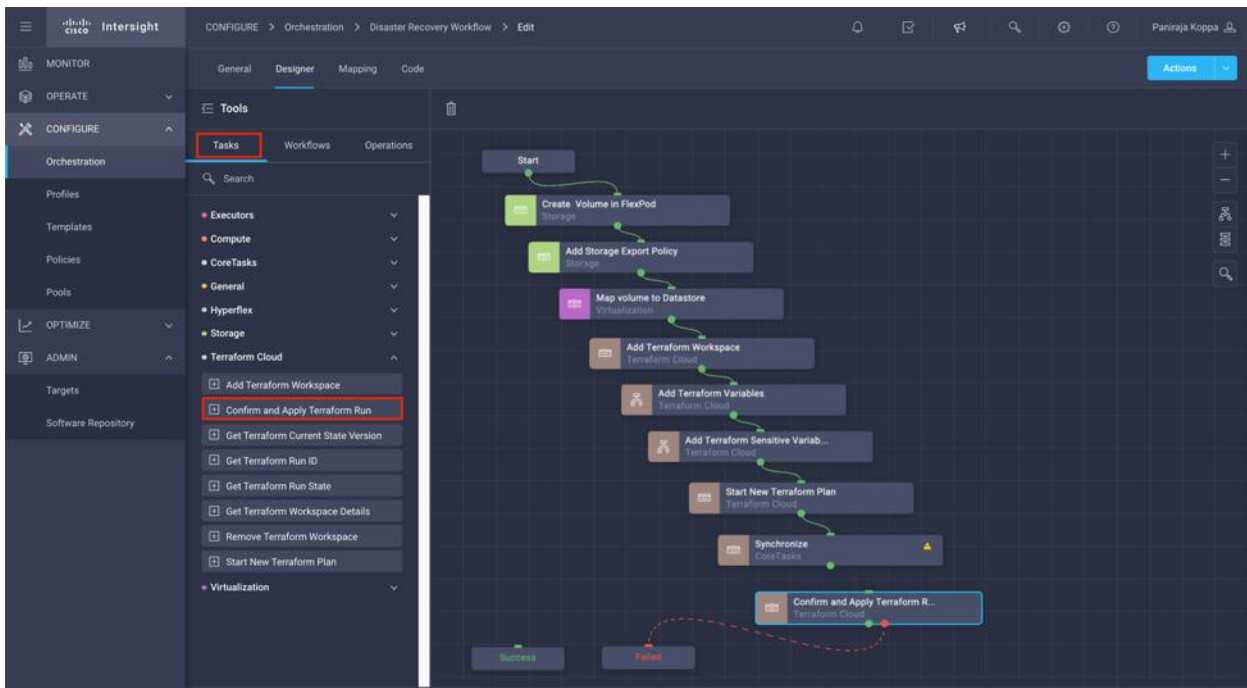 cisco Intersight
CONFIGURE > Orchestration > Disaster Recovery Workflow > Edit
Paniraja Koppa
MONITOR
OPERATE
CONFIGURE
Orchestration
Profiles
Templates
Policies
Pools
OPTIMIZE
ADMIN
Targets
Software Repository
General Designer Mapping Code
Actions
Tools
Tasks Workflows Operations
Search
Executors
Compute
CoreTasks
General
Hyperflex
Storage
Terraform Cloud
Add Terraform Workspace
Confirm and Apply Terraform Run
Get Terraform Current State Version
Get Terraform Run ID
Get Terraform Run State
Get Terraform Workspace Details
Remove Terraform Workspace
Start New Terraform Plan
Virtualization
Start
Create Volume in FlexPod
Storage
Add Storage Export Policy
Storage
Map volume to Datastore
Virtualization
Add Terraform Workspace
Terraform Cloud
Add Terraform Variables
Terraform Cloud
Add Terraform Sensitive Variab...
Terraform Cloud
Start New Terraform Plan
Terraform Cloud
Synchronize
CoreTasks
Confirm and Apply Terraform R...
Terraform Cloud
Success
Failed